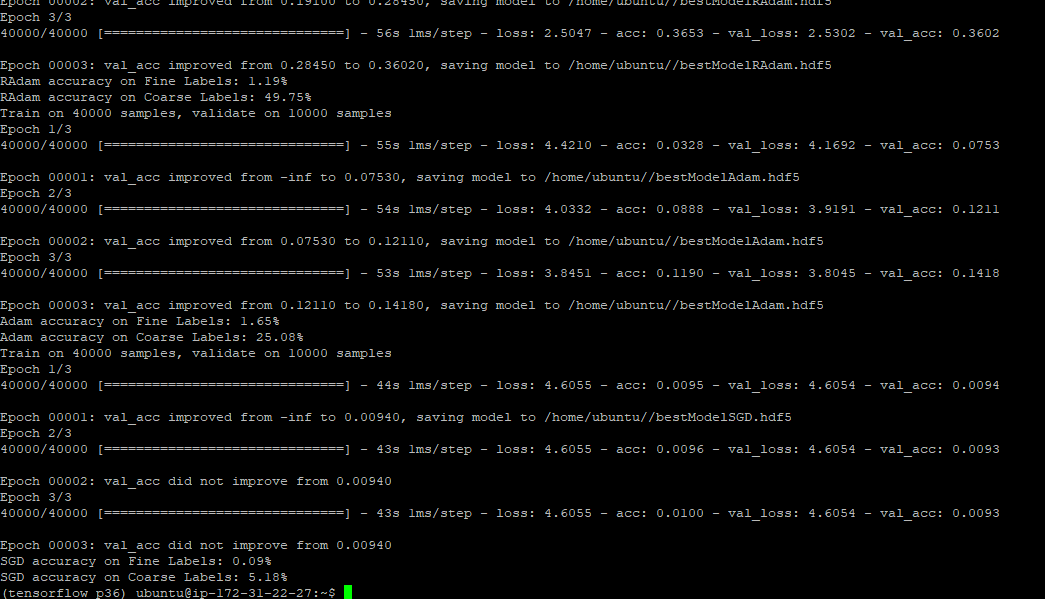 Epoch 00002: val_acc improved from 0.19100 to 0.28450, saving model to /home/ubuntu//bestModelRAdam.hdf5
Epoch 3/3
40000/40000 [==============================] - 56s 1ms/step - loss: 2.5047 - acc: 0.3653 - val_loss: 2.5302 - val_acc: 0.3602
Epoch 00003: val_acc improved from 0.28450 to 0.36020, saving model to /home/ubuntu//bestModelRAdam.hdf5
RAdam accuracy on Fine Labels: 1.19%
RAdam accuracy on Coarse Labels: 49.75%
Train on 40000 samples, validate on 10000 samples
Epoch 1/3
40000/40000 [==============================] - 55s 1ms/step - loss: 4.4210 - acc: 0.0328 - val_loss: 4.1692 - val_acc: 0.0753
Epoch 00001: val_acc improved from -inf to 0.07530, saving model to /home/ubuntu//bestModelAdam.hdf5
Epoch 2/3
40000/40000 [==============================] - 54s 1ms/step - loss: 4.0332 - acc: 0.0888 - val_loss: 3.9191 - val_acc: 0.1211
Epoch 00002: val_acc improved from 0.07530 to 0.12110, saving model to /home/ubuntu//bestModelAdam.hdf5
Epoch 3/3
40000/40000 [==============================] - 53s 1ms/step - loss: 3.8451 - acc: 0.1190 - val_loss: 3.8045 - val_acc: 0.1418
Epoch 00003: val_acc improved from 0.12110 to 0.14180, saving model to /home/ubuntu//bestModelAdam.hdf5
Adam accuracy on Fine Labels: 1.65%
Adam accuracy on Coarse Labels: 25.08%
Train on 40000 samples, validate on 10000 samples
Epoch 1/3
40000/40000 [==============================] - 44s 1ms/step - loss: 4.6055 - acc: 0.0095 - val_loss: 4.6054 - val_acc: 0.0094
Epoch 00001: val_acc improved from -inf to 0.00940, saving model to /home/ubuntu//bestModelSGD.hdf5
Epoch 2/3
40000/40000 [==============================] - 43s 1ms/step - loss: 4.6055 - acc: 0.0096 - val_loss: 4.6054 - val_acc: 0.0093
Epoch 00002: val_acc did not improve from 0.00940
Epoch 3/3
40000/40000 [==============================] - 43s 1ms/step - loss: 4.6055 - acc: 0.0100 - val_loss: 4.6054 - val_acc: 0.0093
Epoch 00003: val_acc did not improve from 0.00940
SGD accuracy on Fine Labels: 0.09%
SGD accuracy on Coarse Labels: 5.18%
(tensorflow_p36) ubuntu@ip-172-31-22-27:~$